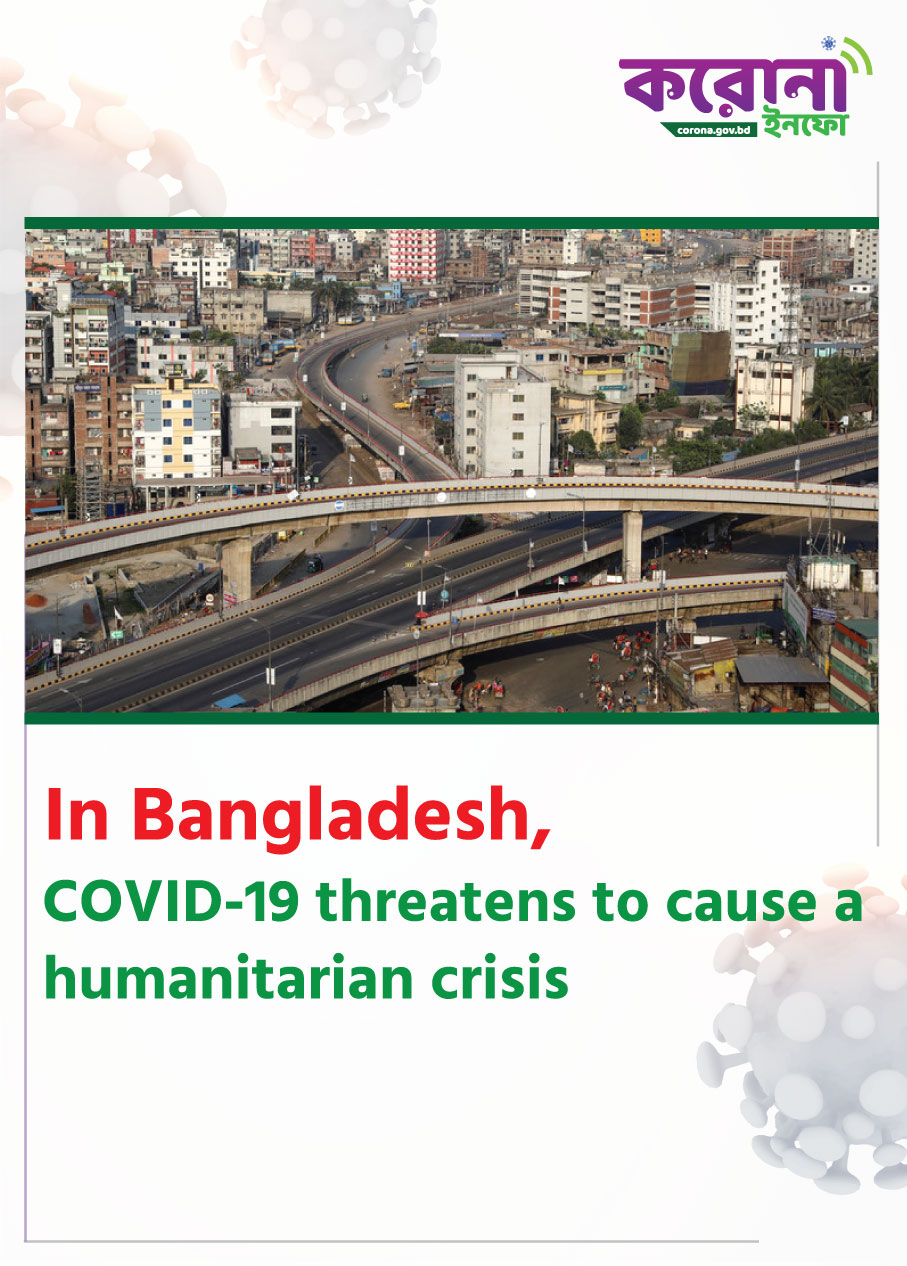 করোনা
corona.gov.bd
ইনফো
In Bangladesh,
COVID-19 threatens to cause a
humanitarian crisis